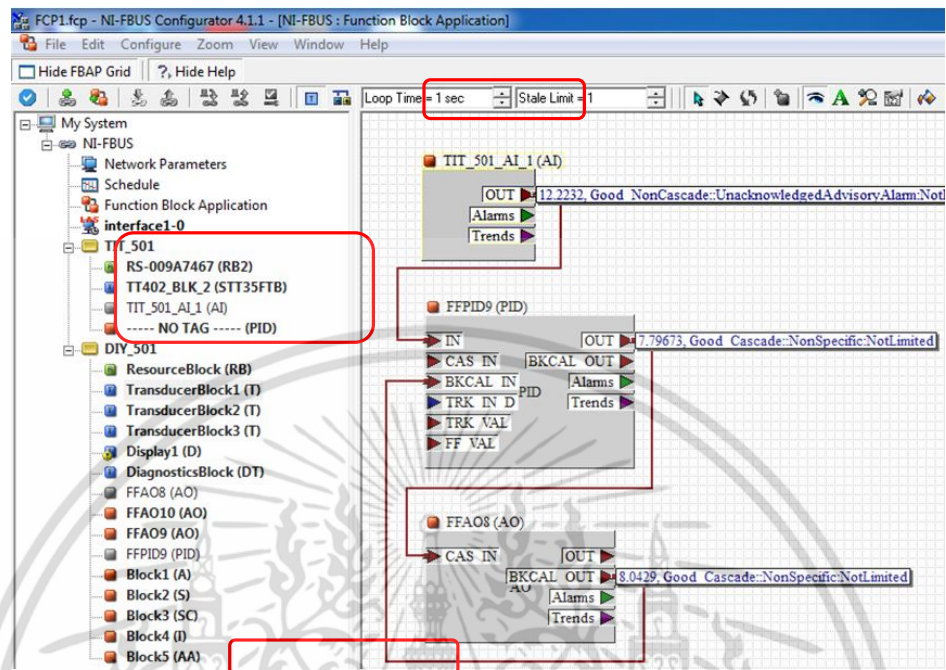 FCP1.fcp - NI-FBUS Configurator 4.1.1 - [NI-FBUS : Function Block Application]
File Edit Configure Zoom View Window Help
Hide FBAP Grid ?, Hide Help
Loop Time = 1 sec Stale Limit = 1
My System
NI-FBUS
Network Parameters
Schedule
Function Block Application
interface1-0
TIT_501
RS-009A7467 (RB2)
TT402_BLK_2 (STT35FTB)
TIT_501_AI_1 (AI)
----- NO TAG ----- (PID)
DIY_501
ResourceBlock (RB)
TransducerBlock1 (T)
TransducerBlock2 (T)
TransducerBlock3 (T)
Display1 (D)
DiagnosticsBlock (DT)
FFAO8 (AO)
FFAO10 (AO)
FFAO9 (AO)
FFPID9 (PID)
Block1 (A)
Block2 (S)
Block3 (SC)
Block4 (I)
Block5 (AA)
TIT_501_AI_1 (AI)
OUT 12.2232, Good_NonCascade::UnacknowledgedAdvisoryAlarm:NotL
Alarms
Trends
FFPID9 (PID)
IN OUT 7.79673, Good_Cascade::NonSpecific:NotLimited
CAS_IN BKCAL_OUT
BKCAL_IN PID Alarms
TRK_IN_D Trends
TRK_VAL
FF_VAL
FFAO8 (AO)
CAS_IN OUT
BKCAL_OUT 8.0429, Good_Cascade::NonSpecific:NotLimited
AO Alarms
Trends